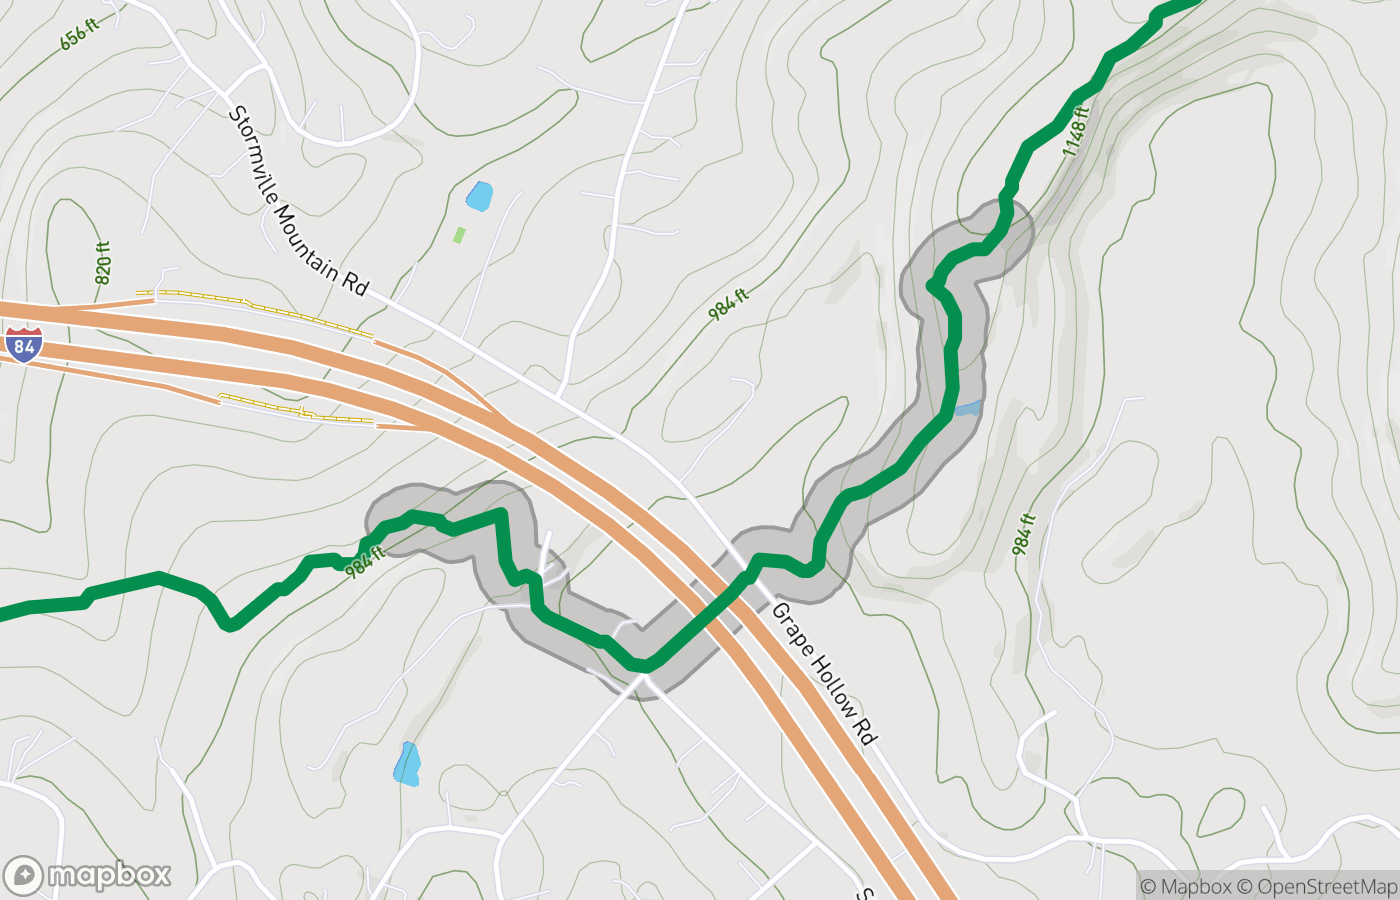 656 ft
Stormville Mountain Rd
1148 ft
820 ft
984 ft
84
984 ft
984 ft
Grape Hollow Rd
S
mapbox
© Mapbox © OpenStreetMap